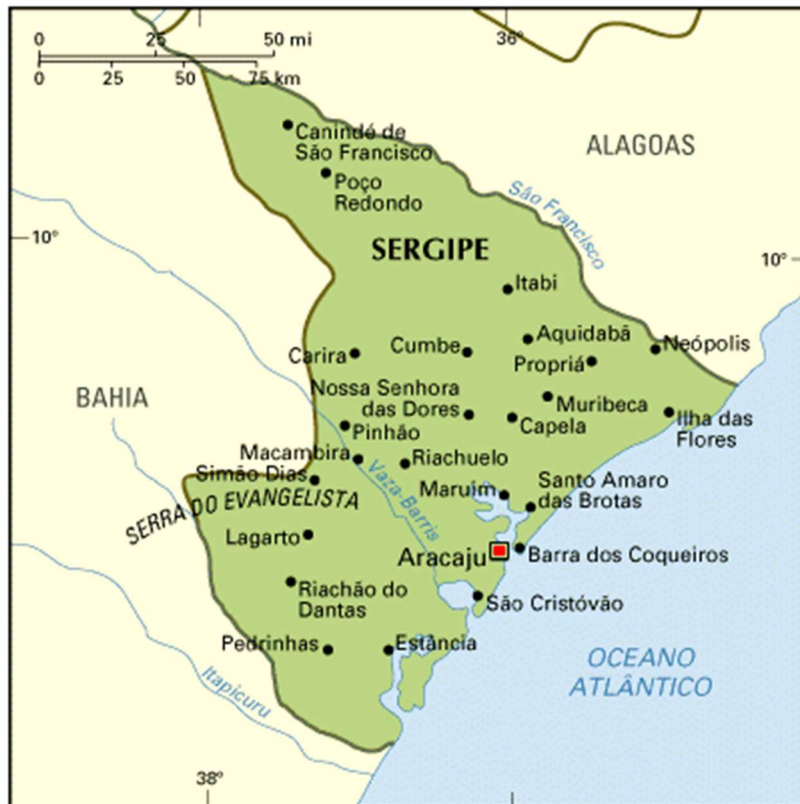 0 25 50 mi
0 25 50 75 km
36°
Canindé de
São Francisco
ALAGOAS
Poço
Redondo
São Francisco
10°
SERGIPE
10°
Itabi
Aquidabã
Neópolis
Cumbe
Carira
Propriá
Nossa Senhora
das Dores
BAHIA
Muribeca
Ilha das
Flores
Capela
Pinhão
Macambira
Riachuelo
Simão Dias
Vaza-Barris
Maruim
Santo Amaro
das Brotas
SERRA DO EVANGELISTA
Lagarto
Aracaju
Barra dos Coqueiros
Riachão do
Dantas
São Cristóvão
Pedrinhas
Estância
OCEANO
ATLÂNTICO
Itapicuru
38°